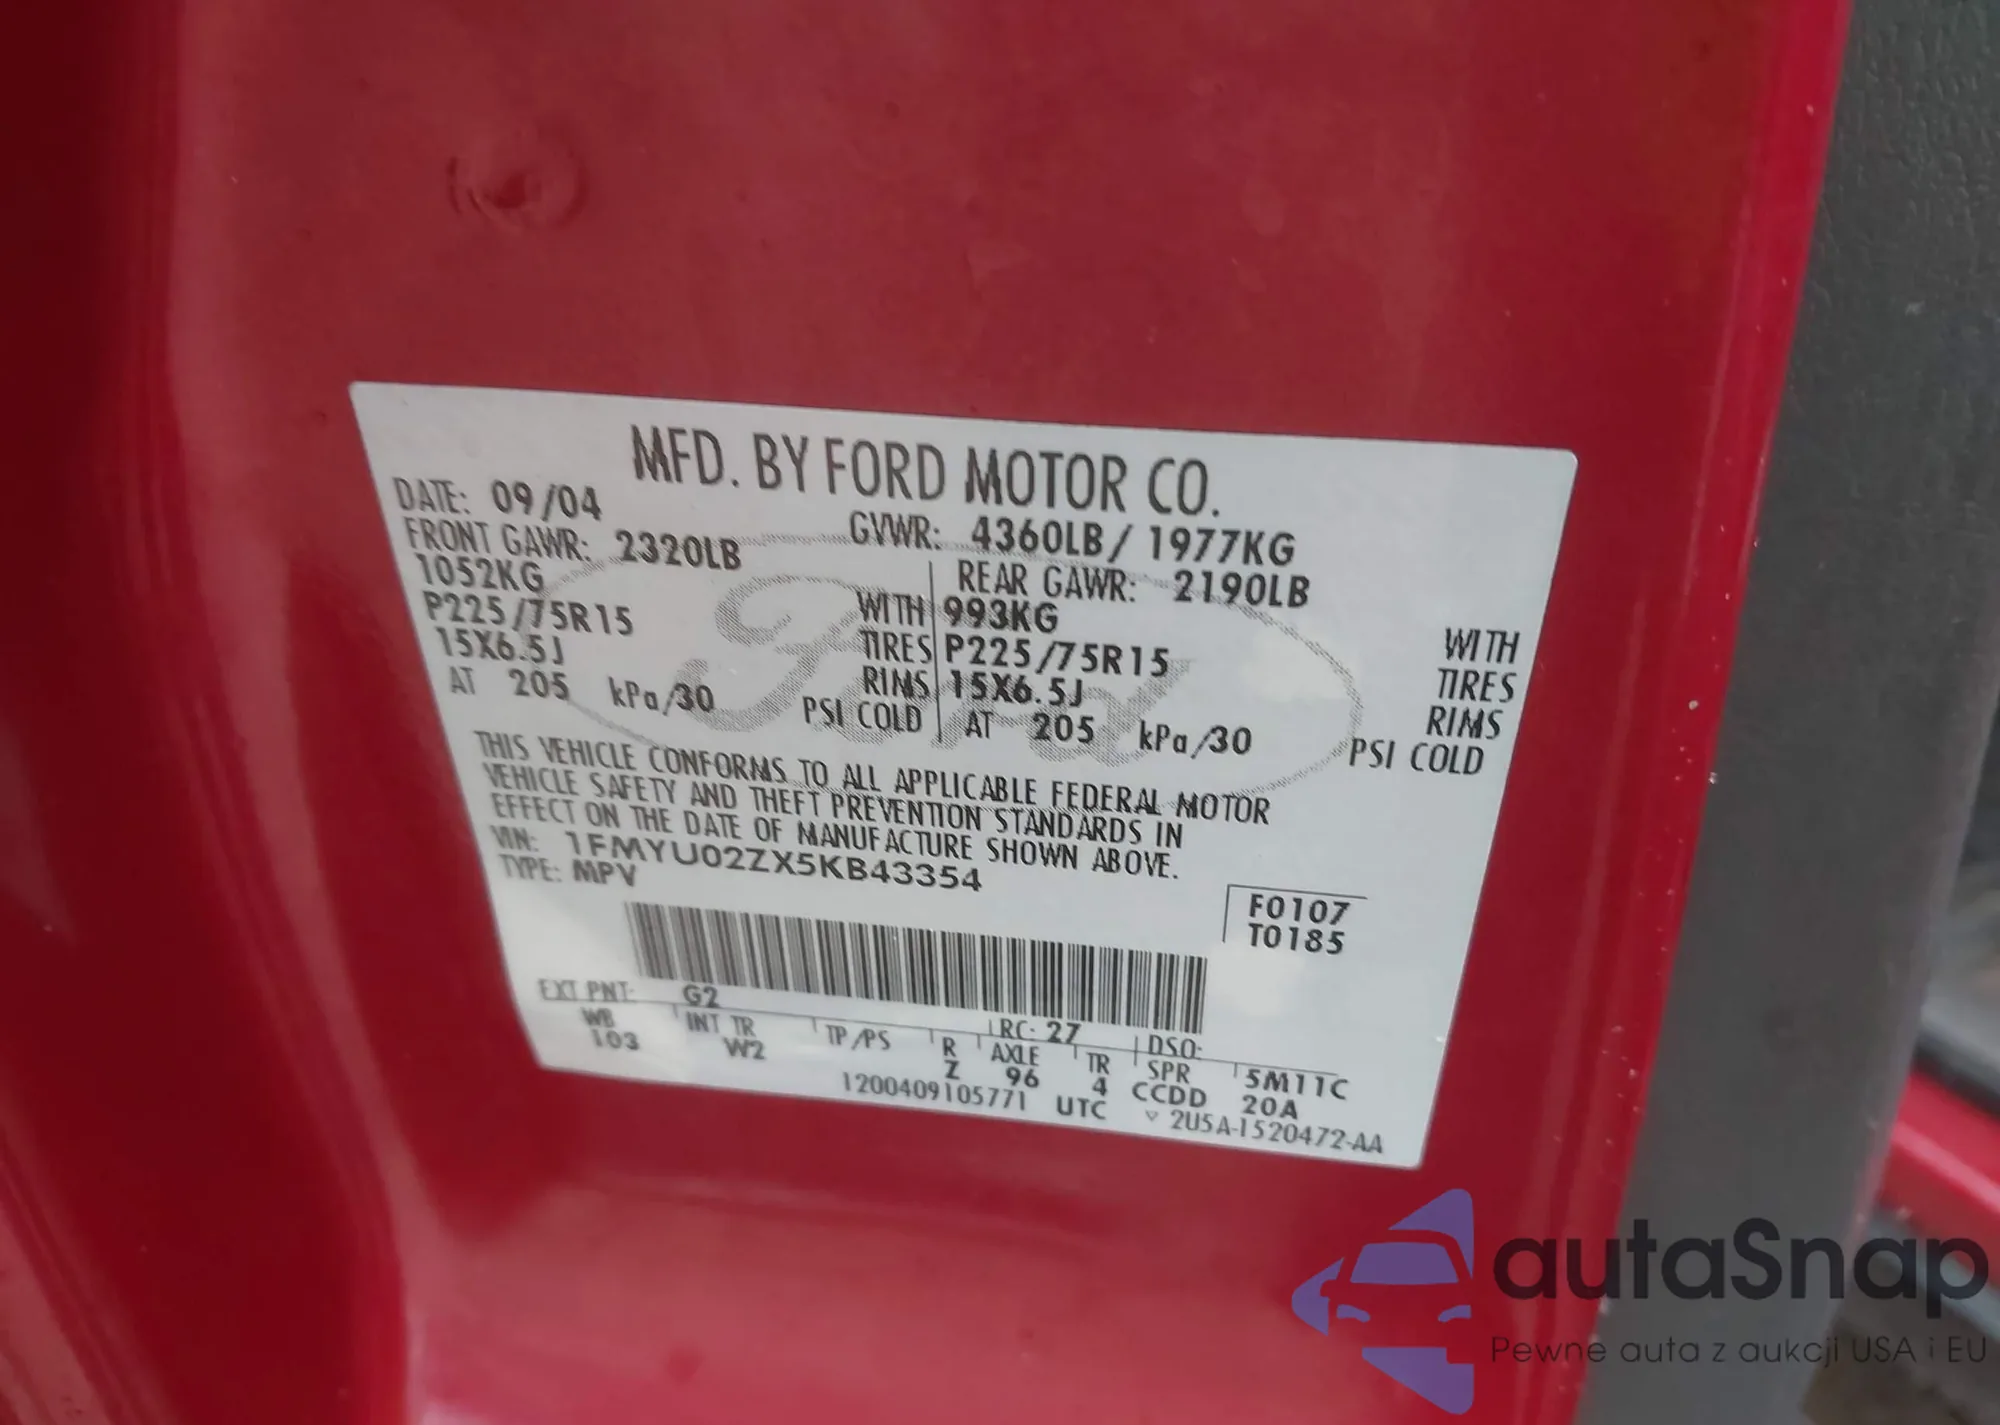 MFD. BY FORD MOTOR CO.
DATE: 09/04 GVWR: 4360LB/ 1977KG
FRONT GAWR: 2320LB REAR GAWR: 2190LB
1052KG WITH 993KG WITH
P225/75R15 TIRES P225/75R15 TIRES
15X6.5J RIMS 15X6.5J RIMS
AT 205 kPa/30 PSI COLD AT 205 kPa/30 PSI COLD
THIS VEHICLE CONFORMS TO ALL APPLICABLE FEDERAL MOTOR
VEHICLE SAFETY AND THEFT PREVENTION STANDARDS IN
EFFECT ON THE DATE OF MANUFACTURE SHOWN ABOVE.
VIN: 1FMYU02ZX5KB43354
TYPE: MPV
F0107
T0185
EXT PNT: G2 RC: 27 DSO:
WB INT TR TP/PS R AXLE TR SPR 5M11C
103 W2 Z 96 4 CCDD 20A
1200409105771 UTC ▽ 2U5A-1520472-AA
Ford
autaSnap
Pewne auta z aukcji USA i EU